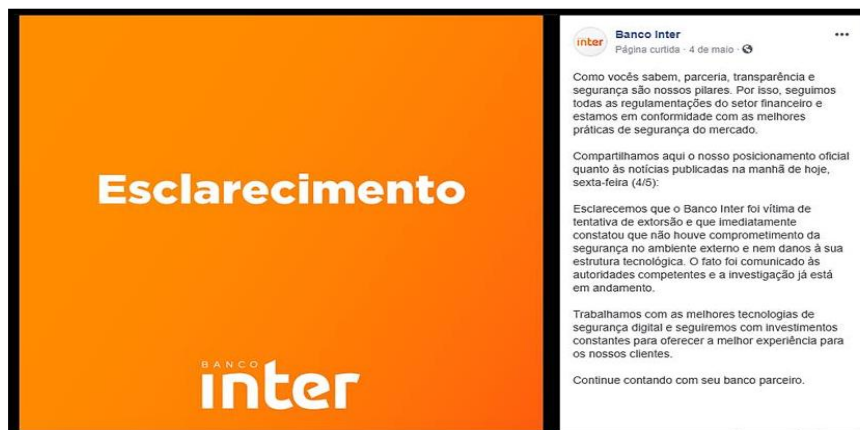 Esclarecimento
BANCO
inter
inter
Banco Inter
Página curtida · 4 de maio ·
Como vocês sabem, parceria, transparência e
segurança são nossos pilares. Por isso, seguimos
todas as regulamentações do setor financeiro e
estamos em conformidade com as melhores
práticas de segurança do mercado.
Compartilhamos aqui o nosso posicionamento oficial
quanto às notícias publicadas na manhã de hoje,
sexta-feira (4/5):
Esclarecemos que o Banco Inter foi vítima de
tentativa de extorsão e que imediatamente
constatou que não houve comprometimento da
segurança no ambiente externo e nem danos à sua
estrutura tecnológica. O fato foi comunicado às
autoridades competentes e a investigação já está
em andamento.
Trabalhamos com as melhores tecnologias de
segurança digital e seguiremos com investimentos
constantes para oferecer a melhor experiência para
os nossos clientes.
Continue contando com seu banco parceiro.